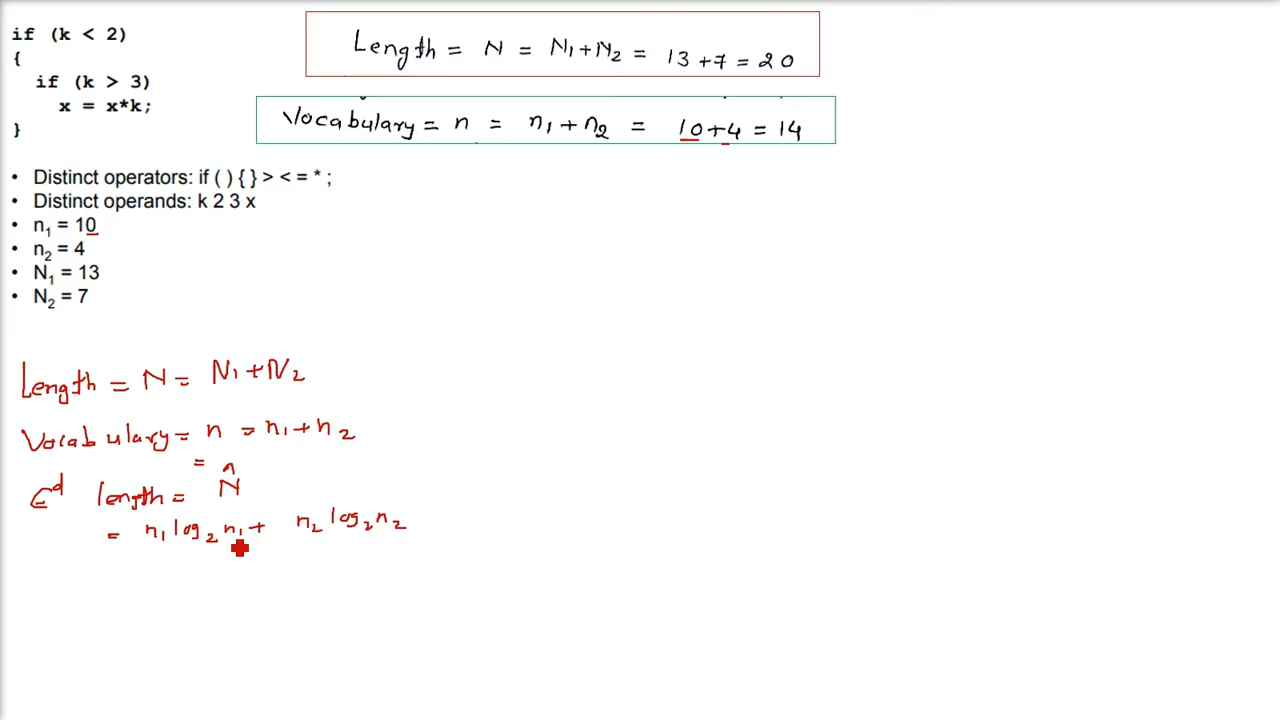 if (k < 2)
{
if (k > 3)
x = x*k;
}
Length = N = N₁+N₂ = 13+7 = 20
Vocabulary = n = n₁+n₂ = 10+4 = 14
• Distinct operators: if ( ) { } > < = * ;
• Distinct operands: k 2 3 x
• n₁ = 10
• n₂ = 4
• N₁ = 13
• N₂ = 7
Length = N = N₁+N₂
Vocabulary = n = n₁+n₂
=
length = N̂
= n₁ log₂ n₁ + n₂ log₂ n₂